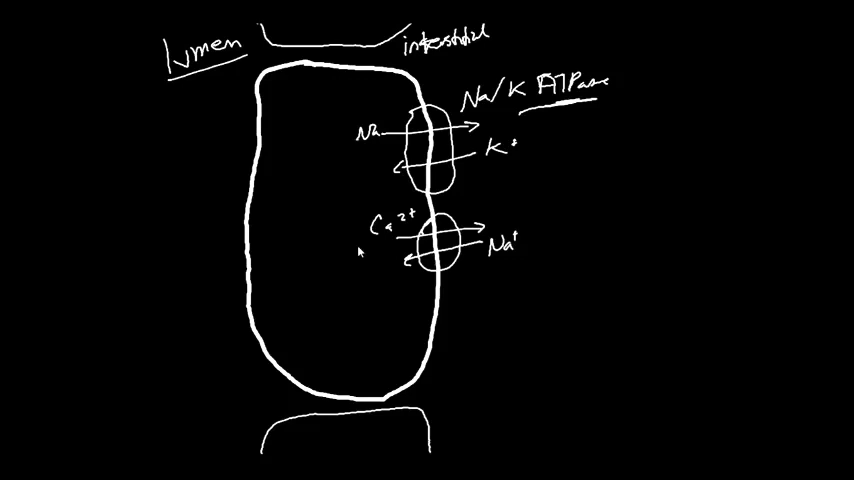 lumen
interstitial
Na/K ATPase
Na
K+
Ca2+
Na+